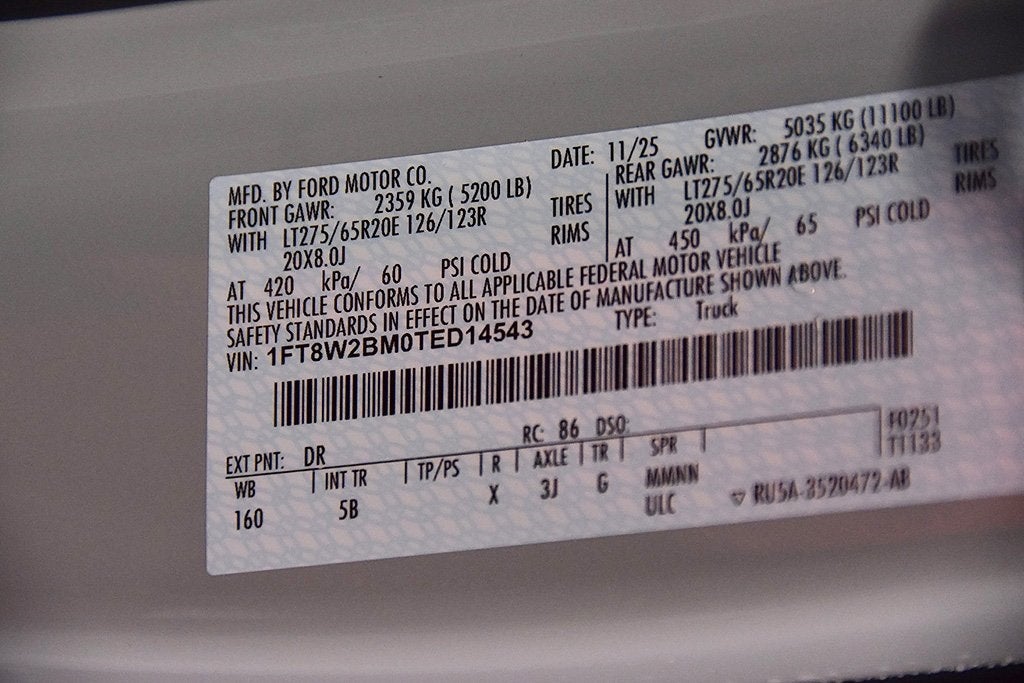 MFD. BY FORD MOTOR CO. DATE: 11/25 GVWR: 5035 KG (11100 LB)
FRONT GAWR: 2359 KG ( 5200 LB) REAR GAWR: 2876 KG ( 6340 LB)
WITH LT275/65R20E 126/123R TIRES WITH LT275/65R20E 126/123R TIRES
20X8.0J RIMS 20X8.0J RIMS
AT 420 kPa/ 60 PSI COLD AT 450 kPa/ 65 PSI COLD
THIS VEHICLE CONFORMS TO ALL APPLICABLE FEDERAL MOTOR VEHICLE
SAFETY STANDARDS IN EFFECT ON THE DATE OF MANUFACTURE SHOWN ABOVE.
VIN: 1FT8W2BM0TED14543 TYPE: Truck
EXT PNT: DR RC: 86 DSO:
WB INT TR TP/PS R AXLE TR SPR
160 5B X 3J G MMNN
ULC
40251
T1133
RU5A-3520472-AB